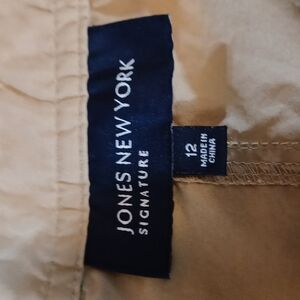 JONES NEW YORK
SIGNATURE
12
MADE IN
CHINA